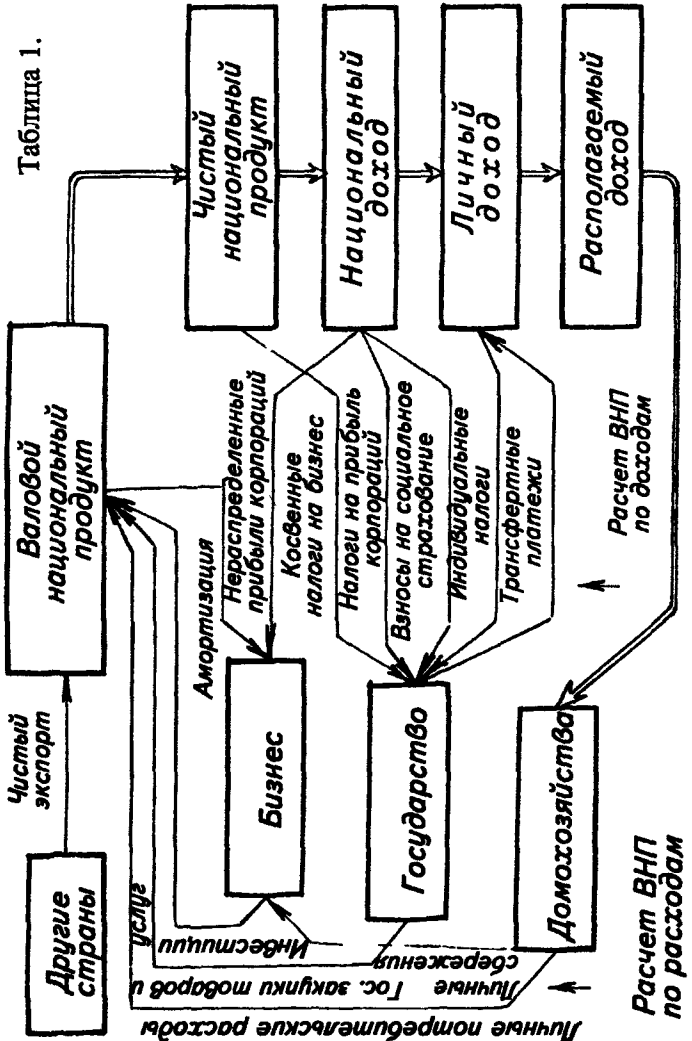 Таблица 1.
Другие
страны
Чистый
экспорт
Валовой
национальный
продукт
Чистый
национальный
продукт
Национальный
доход
Личный
доход
Располагаемый
доход
Амортизация
Нераспределенные
прибыли корпораций
Косвенные
налоги на бизнес
Налоги на прибыль
корпораций
Взносы на социальное
страхование
Индивидуальные
налоги
Трансфертные
платежи
Бизнес
Государство
Домохозяйства
Инвестиции
Личные
сбережения
Гос. закупки товаров и
услуг
Личные потребительские расходы
Расчет ВНП
по доходам
Расчет ВНП
по расходам